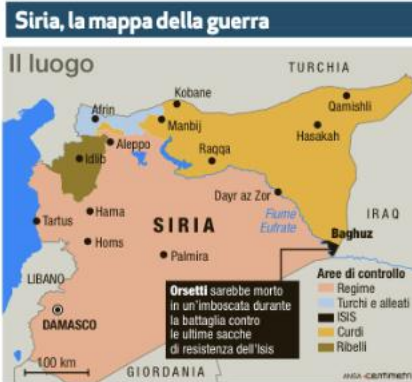 Siria, la mappa della guerra
Il luogo
TURCHIA
Kobane
Qamishli
Afrin
Manbij
Hasakah
Aleppo
Idlib
Raqqa
Dayr az Zor
Hama
Fiume
Eufrate
IRAQ
Tartus
SIRIA
Baghuz
Homs
Palmira
LIBANO
DAMASCO
Orsetti sarebbe morto
in un'imboscata durante
la battaglia contro
le ultime sacche
di resistenza dell'Isis
Aree di controllo
Regime
Turchi e alleati
ISIS
Curdi
Ribelli
100 km
GIORDANIA
ANSA-centimetri